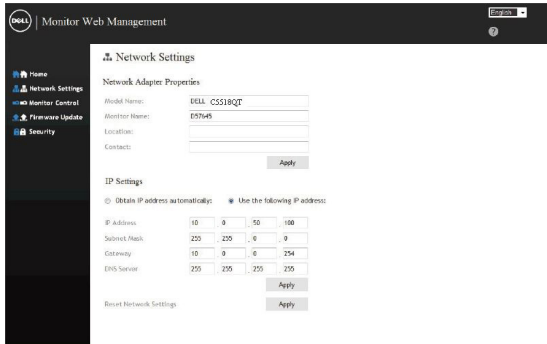 DELL | Monitor Web Management
English
?
Network Settings
Home
Network Settings
Monitor Control
Firmware Update
Security
Network Adapter Properties
Model Name: DELL C5518QT
Monitor Name: D57645
Location:
Contact:
Apply
IP Settings
Obtain IP address automatically: Use the following IP address:
IP Address 10 . 0 . 50 . 100
Subnet Mask 255 . 255 . 0 . 0
Gateway 10 . 0 . 0 . 254
DNS Server 255 . 255 . 255 . 255
Apply
Reset Network Settings Apply